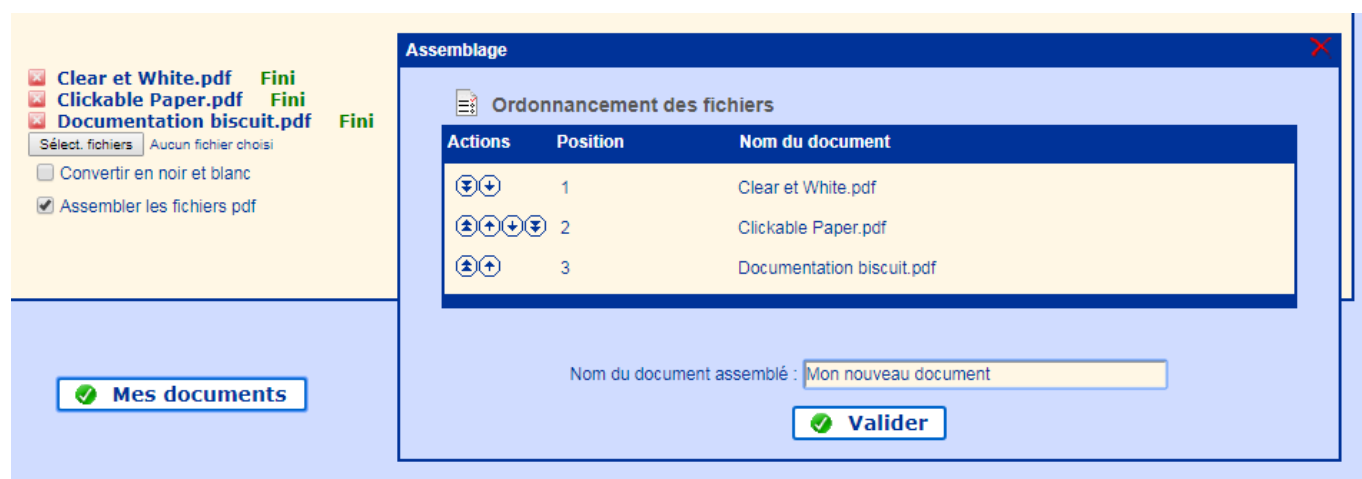 Clear et White.pdf Fini
Clickable Paper.pdf Fini
Documentation biscuit.pdf Fini
Sélect. fichiers Aucun fichier choisi
Convertir en noir et blanc
Assembler les fichiers pdf
Mes documents
Assemblage
Ordonnancement des fichiers
Actions Position Nom du document
1 Clear et White.pdf
2 Clickable Paper.pdf
3 Documentation biscuit.pdf
Nom du document assemblé : Mon nouveau document
Valider